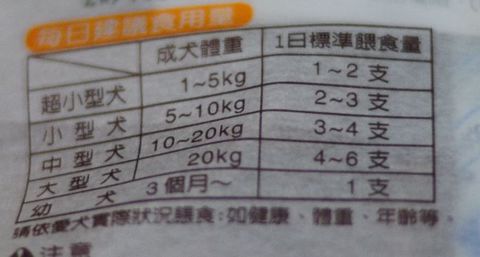 每日建議食用量
成犬體重 1日標準餵食量
超小型犬 1~5kg 1~2 支
小型犬 5~10kg 2~3 支
中型犬 10~20kg 3~4 支
大型犬 20kg 4~6 支
幼犬 3個月~ 1 支
請依愛犬實際狀況餵食:如健康、體重、年齡等。
注意